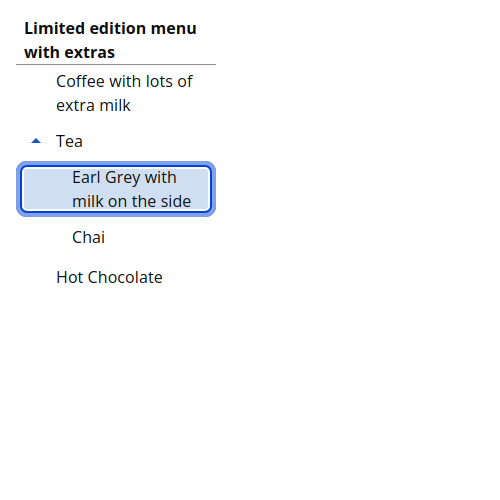 Limited edition menu
with extras
Coffee with lots of
extra milk
Tea
Earl Grey with
milk on the side
Chai
Hot Chocolate